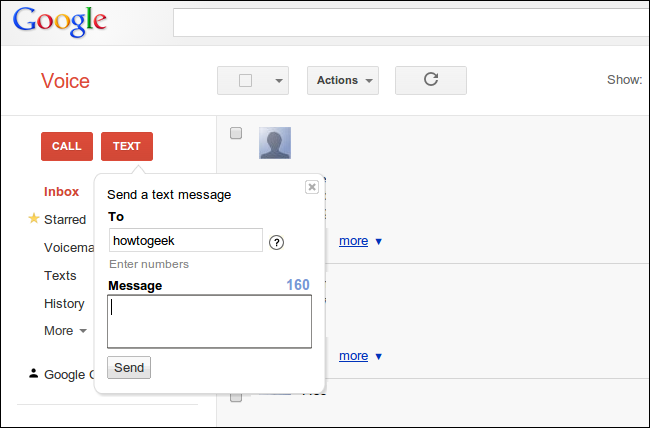 Google
Voice
Actions
Show:
CALL TEXT
Inbox
Starred
Voicema
Texts
History
More
Google C
Send a text message
To
howtogeek
?
Enter numbers
Message 160
Send
more ▼
more ▼